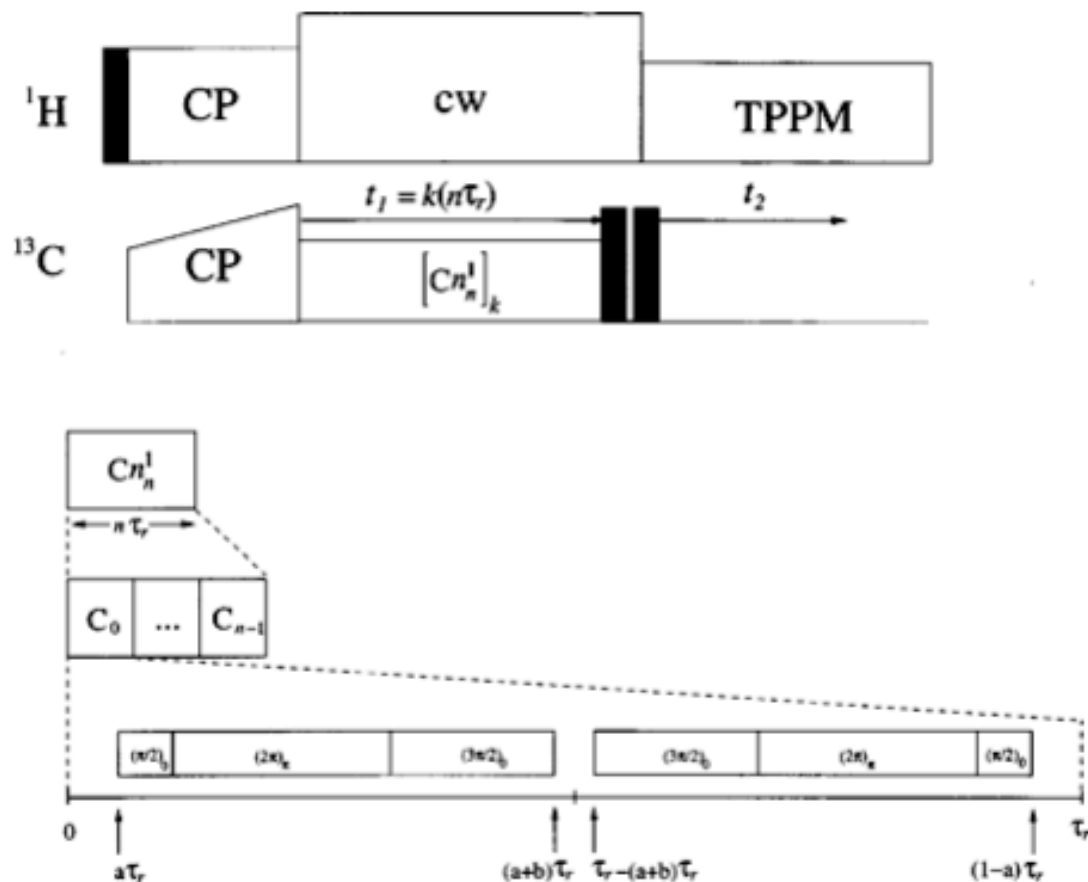 ¹H CP cw TPPM
t₁ = k(nτᵣ) t₂
¹³C CP [Cn¹ₙ]ₖ
Cn¹ₙ
nτᵣ
C₀ ... Cₙ₋₁
(π/2)₀ (2π)π (3π/2)₀ (3π/2)₀ (2π)π (π/2)₀
0 τᵣ
aτᵣ (a+b)τᵣ τᵣ−(a+b)τᵣ (1−a)τᵣ